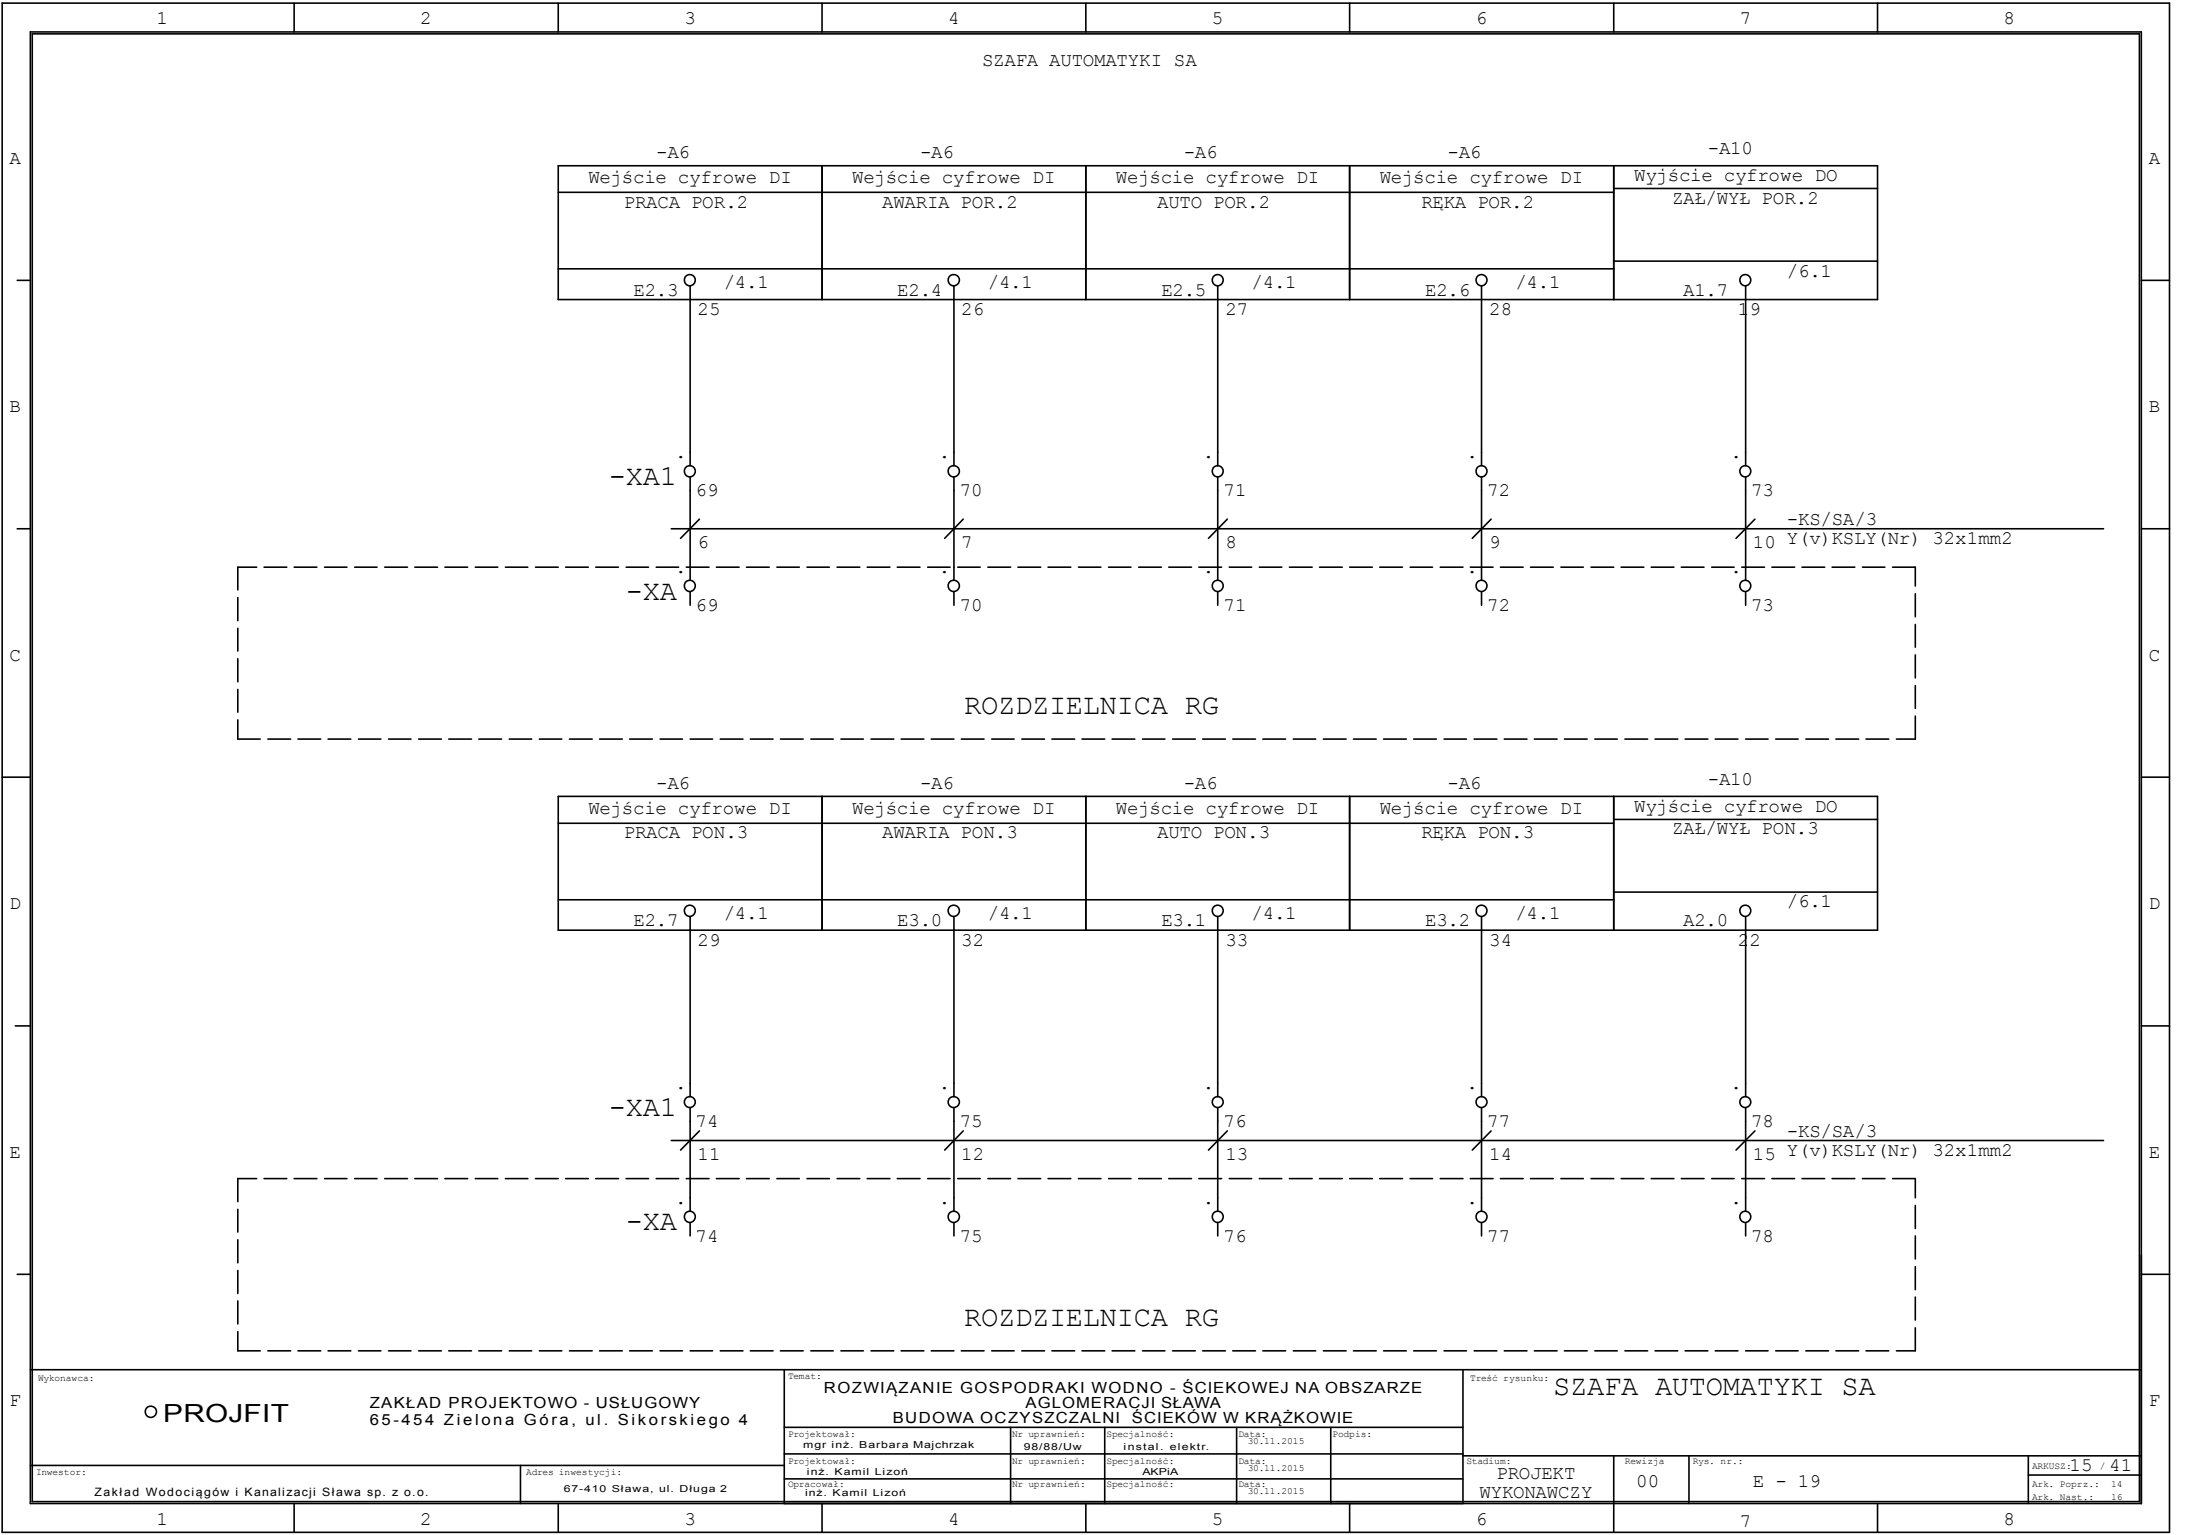 1 2 3 4 5 6 7 8
SZAFA AUTOMATYKI SA
A A
-A6 -A6 -A6 -A6 -A10
Wejście cyfrowe DI Wejście cyfrowe DI Wejście cyfrowe DI Wejście cyfrowe DI Wyjście cyfrowe DO
PRACA POR.2 AWARIA POR.2 AUTO POR.2 RĘKA POR.2 ZAŁ/WYŁ POR.2
E2.3 /4.1 E2.4 /4.1 E2.5 /4.1 E2.6 /4.1 A1.7 /6.1
25 26 27 28 19
B B
-XA1 69 70 71 72 73
-KS/SA/3
6 7 8 9 10 Y(v)KSLY(Nr) 32x1mm2
-XA 69 70 71 72 73
C C
ROZDZIELNICA RG
-A6 -A6 -A6 -A6 -A10
Wejście cyfrowe DI Wejście cyfrowe DI Wejście cyfrowe DI Wejście cyfrowe DI Wyjście cyfrowe DO
PRACA PON.3 AWARIA PON.3 AUTO PON.3 RĘKA PON.3 ZAŁ/WYŁ PON.3
D D
E2.7 /4.1 E3.0 /4.1 E3.1 /4.1 E3.2 /4.1 A2.0 /6.1
29 32 33 34 22
-XA1 74 75 76 77 78
-KS/SA/3
E E
11 12 13 14 15 Y(v)KSLY(Nr) 32x1mm2
-XA 74 75 76 77 78
ROZDZIELNICA RG
F F
Wykonawca:
PROJFIT
ZAKŁAD PROJEKTOWO - USŁUGOWY
65-454 Zielona Góra, ul. Sikorskiego 4
Inwestor:
Zakład Wodociągów i Kanalizacji Sława sp. z o.o.
Adres inwestycji:
67-410 Sława, ul. Długa 2
Temat:
ROZWIĄZANIE GOSPODRAKI WODNO - ŚCIEKOWEJ NA OBSZARZE
AGLOMERACJI SŁAWA
BUDOWA OCZYSZCZALNI ŚCIEKÓW W KRĄŻKOWIE
Projektował: Nr uprawnień: Specjalność: Data: Podpis:
mgr inż. Barbara Majchrzak 98/88/Uw instal. elektr. 30.11.2015
Projektował: Nr uprawnień: Specjalność: Data:
inż. Kamil Lizoń AKPiA 30.11.2015
Opracował: Nr uprawnień: Specjalność: Data:
inż. Kamil Lizoń 30.11.2015
Treść rysunku: SZAFA AUTOMATYKI SA
Stadium:
PROJEKT
WYKONAWCZY
Rewizja
00
Rys. nr.:
E - 19
ARKUSZ:15 / 41
Ark. Poprz.: 14
Ark. Nast.: 16
1 2 3 4 5 6 7 8